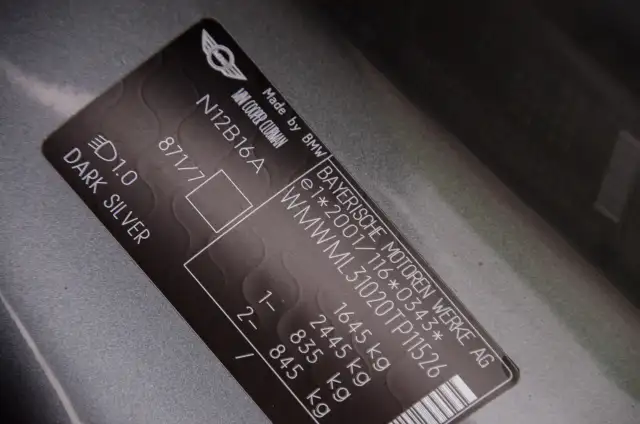 Made by BMW
MINI COOPER CLUBMAN
BAYERISCHE MOTOREN WERKE AG
e1*2001/116*0343*
WMWML31020TP11526
1645 kg
2445 kg
1- 835 kg
2- 845 kg
N12B16A
871/7
1.0
DARK SILVER
/